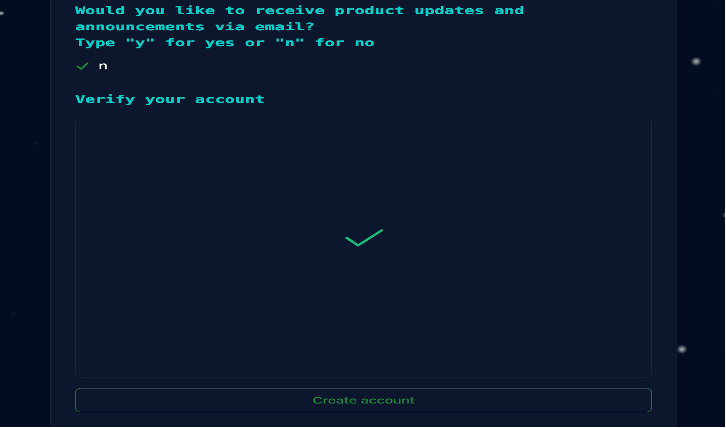 Would you like to receive product updates and
announcements via email?
Type "y" for yes or "n" for no
n
Verify your account
Create account